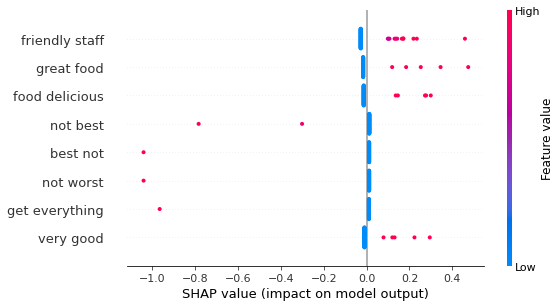 High
friendly staff
great food
food delicious
not best
best not
not worst
get everything
very good
Feature value
Low
−1.0 −0.8 −0.6 −0.4 −0.2 0.0 0.2 0.4
SHAP value (impact on model output)